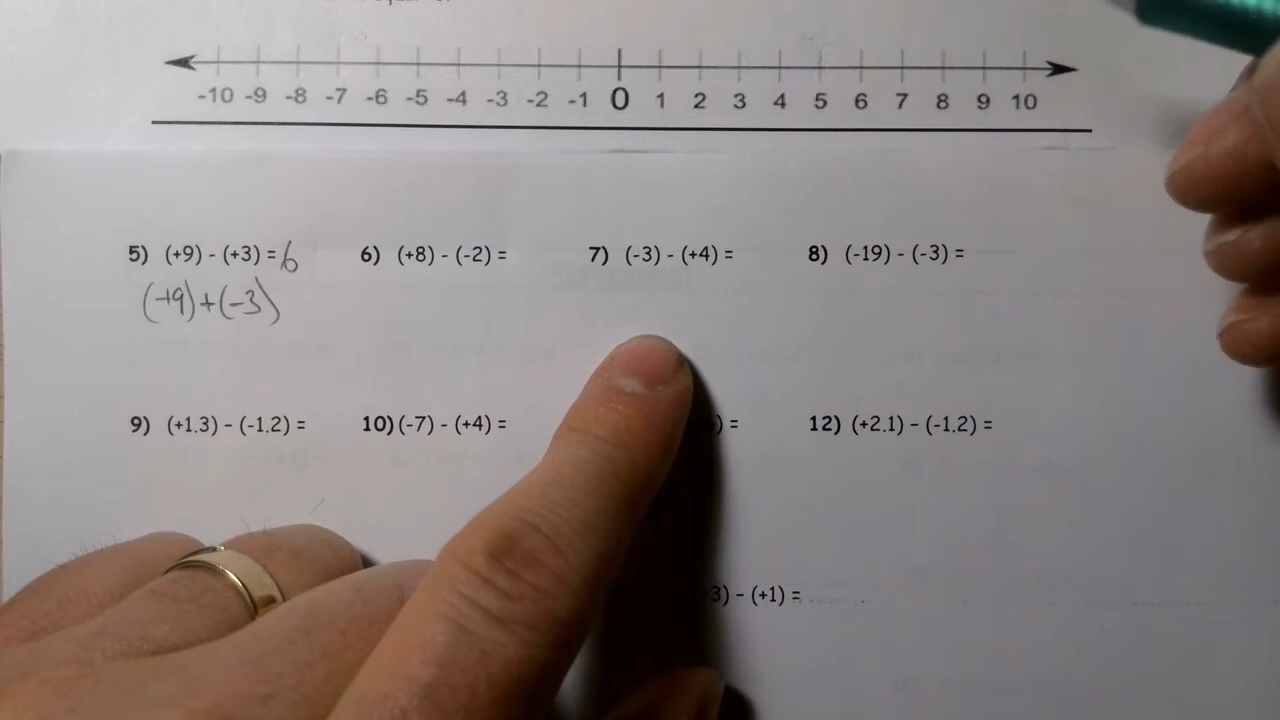 -10 -9 -8 -7 -6 -5 -4 -3 -2 -1 0 1 2 3 4 5 6 7 8 9 10
5) (+9) - (+3) = 6 6) (+8) - (-2) = 7) (-3) - (+4) = 8) (-19) - (-3) =
(+9)+(-3)
9) (+1.3) - (-1.2) = 10) (-7) - (+4) = ) = 12) (+2.1) - (-1.2) =
3) - (+1) =